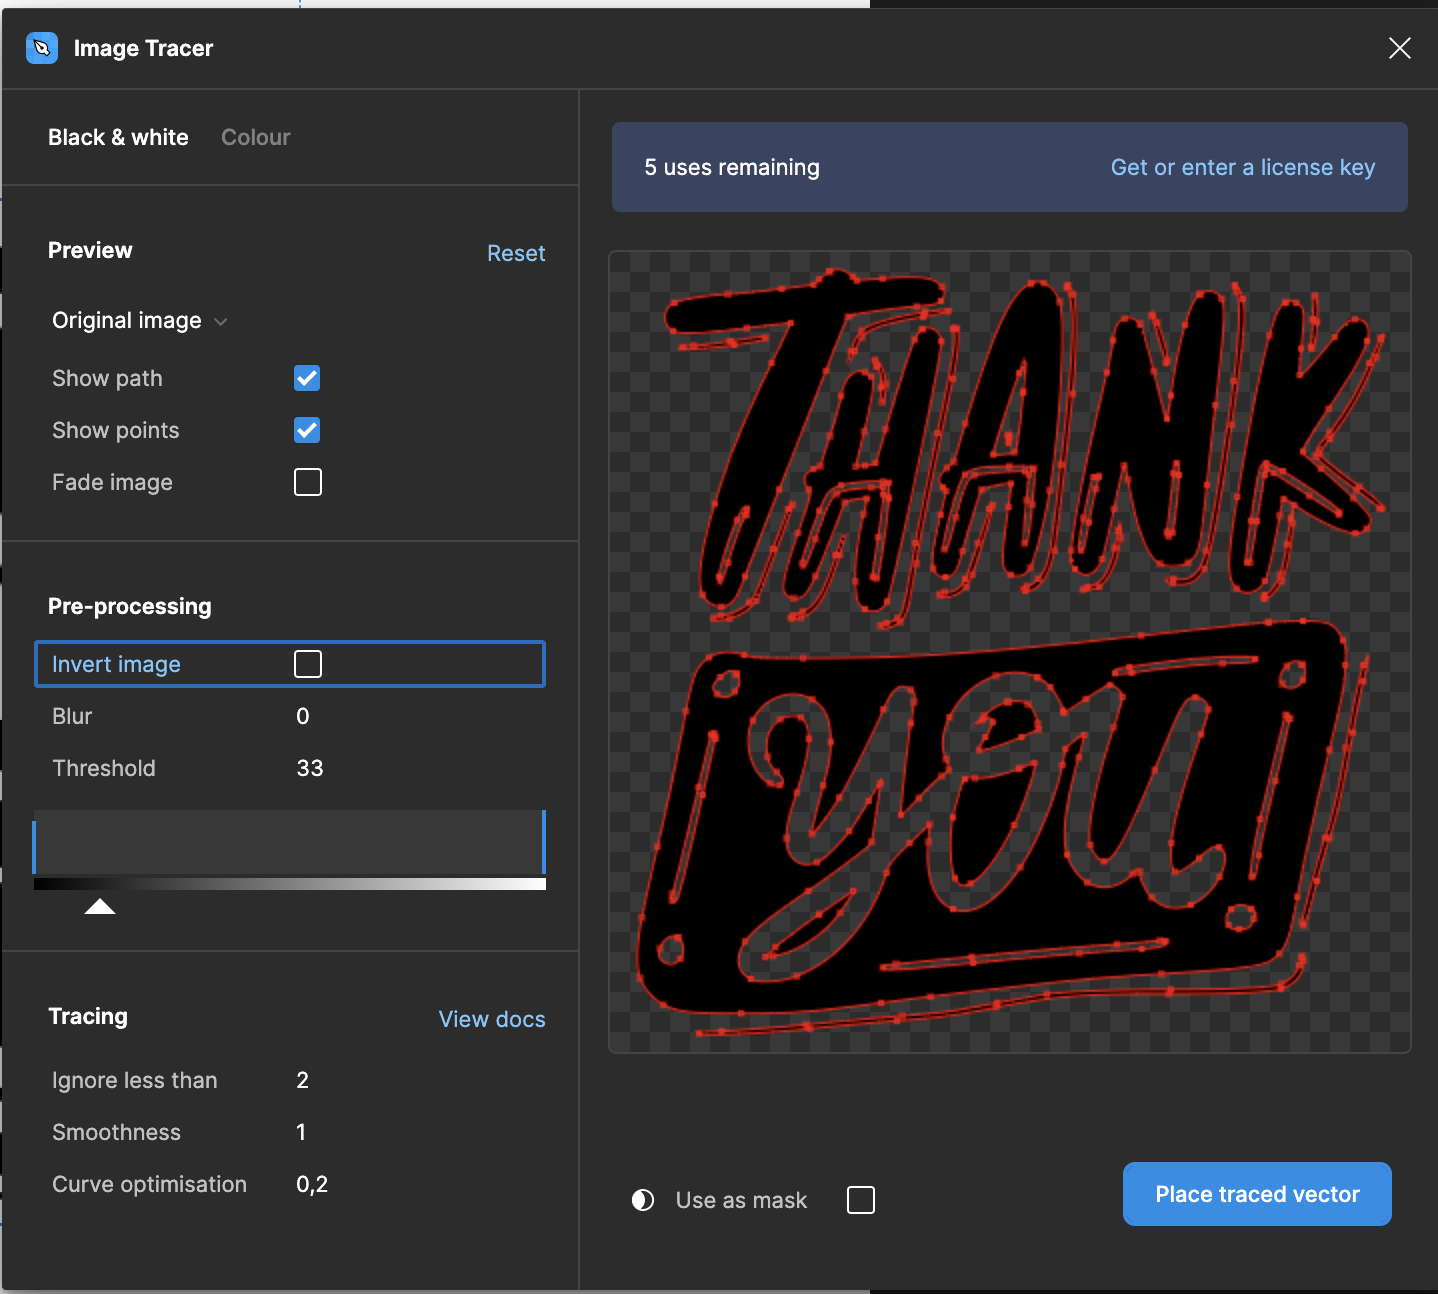 Image Tracer
Black & white
Colour
Preview
Reset
Original image
Show path
Show points
Fade image
Pre-processing
Invert image
Blur
0
Threshold
33
Tracing
View docs
Ignore less than
2
Smoothness
1
Curve optimisation
0,2
5 uses remaining
Get or enter a license key
THANK
you
Use as mask
Place traced vector